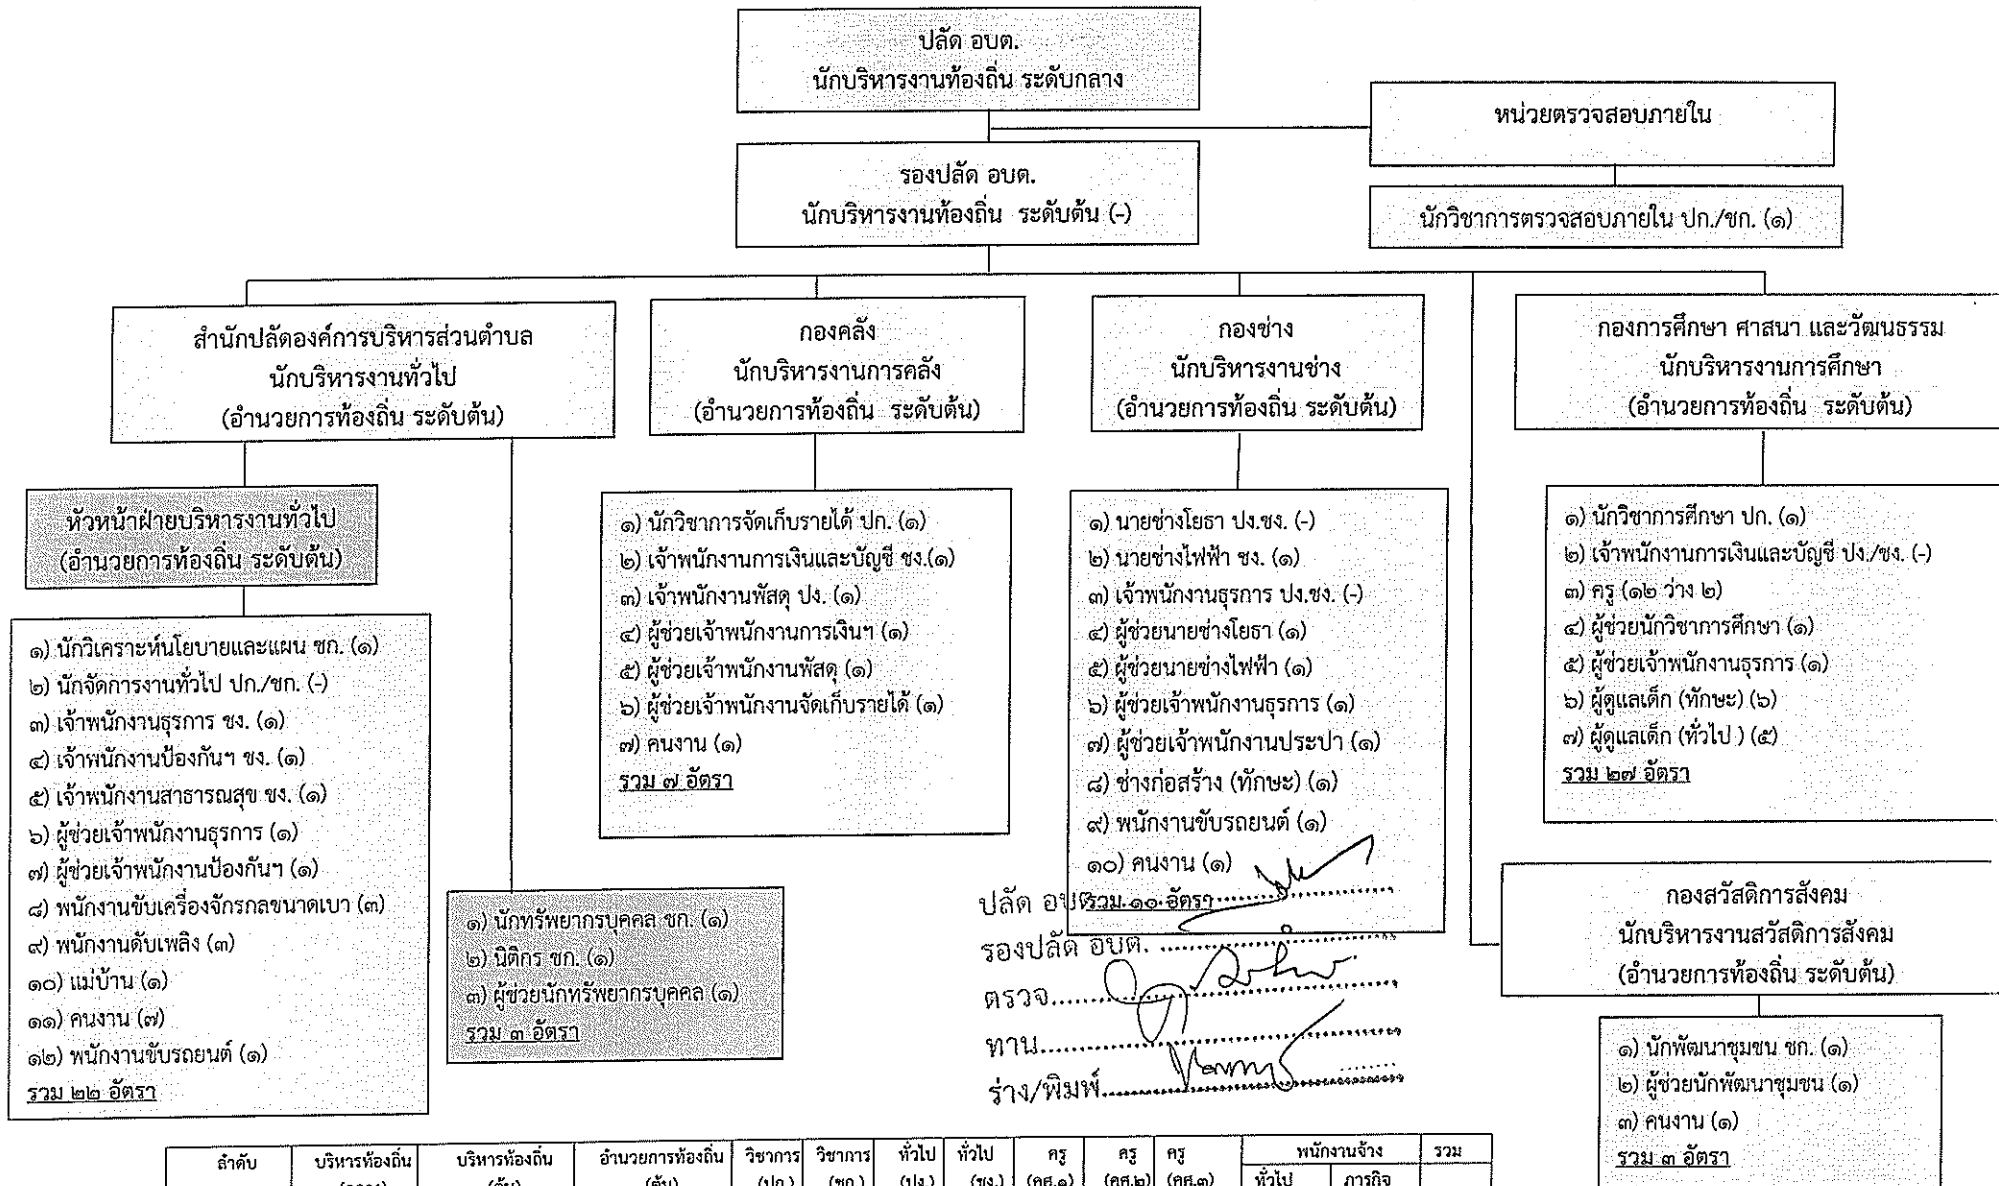 ปลัด อบต.
นักบริหารงานท้องถิ่น ระดับกลาง
หน่วยตรวจสอบภายใน
รองปลัด อบต.
นักบริหารงานท้องถิ่น ระดับต้น (-)
นักวิชาการตรวจสอบภายใน ปก./ชก. (๑)
สำนักปลัดองค์การบริหารส่วนตำบล
นักบริหารงานทั่วไป
(อำนวยการท้องถิ่น ระดับต้น)
กองคลัง
นักบริหารงานการคลัง
(อำนวยการท้องถิ่น ระดับต้น)
กองช่าง
นักบริหารงานช่าง
(อำนวยการท้องถิ่น ระดับต้น)
กองการศึกษา ศาสนา และวัฒนธรรม
นักบริหารงานการศึกษา
(อำนวยการท้องถิ่น ระดับต้น)
หัวหน้าฝ่ายบริหารงานทั่วไป
(อำนวยการท้องถิ่น ระดับต้น)
๑) นักวิเคราะห์นโยบายและแผน ชก. (๑)
๒) นักจัดการงานทั่วไป ปก./ชก. (-)
๓) เจ้าพนักงานธุรการ ชง. (๑)
๔) เจ้าพนักงานป้องกันฯ ชง. (๑)
๕) เจ้าพนักงานสาธารณสุข ชง. (๑)
๖) ผู้ช่วยเจ้าพนักงานธุรการ (๑)
๗) ผู้ช่วยเจ้าพนักงานป้องกันฯ (๑)
๘) พนักงานขับเครื่องจักรกลขนาดเบา (๓)
๙) พนักงานดับเพลิง (๓)
๑๐) แม่บ้าน (๑)
๑๑) คนงาน (๗)
๑๒) พนักงานขับรถยนต์ (๑)
รวม ๒๒ อัตรา
๑) นักทรัพยากรบุคคล ชก. (๑)
๒) นิติกร ชก. (๑)
๓) ผู้ช่วยนักทรัพยากรบุคคล (๑)
รวม ๓ อัตรา
๑) นักวิชาการจัดเก็บรายได้ ปก. (๑)
๒) เจ้าพนักงานการเงินและบัญชี ชง.(๑)
๓) เจ้าพนักงานพัสดุ ปง. (๑)
๔) ผู้ช่วยเจ้าพนักงานการเงินฯ (๑)
๕) ผู้ช่วยเจ้าพนักงานพัสดุ (๑)
๖) ผู้ช่วยเจ้าพนักงานจัดเก็บรายได้ (๑)
๗) คนงาน (๑)
รวม ๗ อัตรา
๑) นายช่างโยธา ปง.ชง. (-)
๒) นายช่างไฟฟ้า ชง. (๑)
๓) เจ้าพนักงานธุรการ ปง.ชง. (-)
๔) ผู้ช่วยนายช่างโยธา (๑)
๕) ผู้ช่วยนายช่างไฟฟ้า (๑)
๖) ผู้ช่วยเจ้าพนักงานธุรการ (๑)
๗) ผู้ช่วยเจ้าพนักงานประปา (๑)
๘) ช่างก่อสร้าง (ทักษะ) (๑)
๙) พนักงานขับรถยนต์ (๑)
๑๐) คนงาน (๑)
รวม ๑๑ อัตรา
ปลัด อบต.
รองปลัด อบต. ........
ตรวจ........
ทาน........
ร่าง/พิมพ์........
๑) นักวิชาการศึกษา ปก. (๑)
๒) เจ้าพนักงานการเงินและบัญชี ปง./ชง. (-)
๓) ครู (๑๒ ว่าง ๒)
๔) ผู้ช่วยนักวิชาการศึกษา (๑)
๕) ผู้ช่วยเจ้าพนักงานธุรการ (๑)
๖) ผู้ดูแลเด็ก (ทักษะ) (๖)
๗) ผู้ดูแลเด็ก (ทั่วไป ) (๕)
รวม ๒๗ อัตรา
กองสวัสดิการสังคม
นักบริหารงานสวัสดิการสังคม
(อำนวยการท้องถิ่น ระดับต้น)
๑) นักพัฒนาชุมชน ชก. (๑)
๒) ผู้ช่วยนักพัฒนาชุมชน (๑)
๓) คนงาน (๑)
รวม ๓ อัตรา
ลำดับ บริหารท้องถิ่น บริหารท้องถิ่น อำนวยการท้องถิ่น วิชาการ วิชาการ ทั่วไป ทั่วไป ครู ครู ครู พนักงานจ้าง รวม
(กลาง) (ต้น) (ต้น) (ปก.) (ชก.) (ปง.) (ชง.) (คศ.๑) (คศ.๒) (คศ.๓) ทั่วไป ภารกิจ